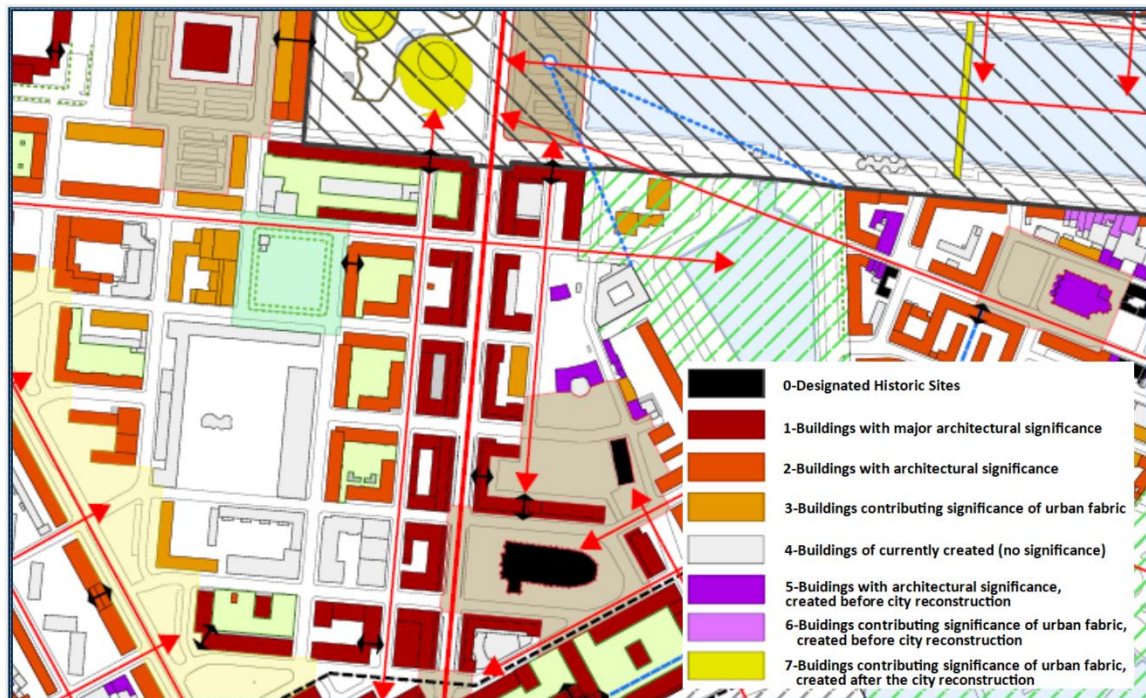 0-Designated Historic Sites
1-Buildings with major architectural significance
2-Buildings with architectural significance
3-Buildings contributing significance of urban fabric
4-Buildings of currently created (no significance)
5-Buidings with architectural significance,
created before city reconstruction
6-Buidings contributing significance of urban fabric,
created before city reconstruction
7-Buidings contributing significance of urban fabric,
created after the city reconstruction